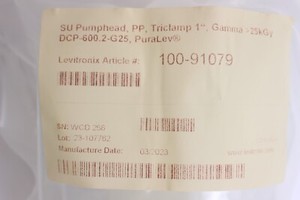 SU Pumphead, PP, Triclamp 1", Gamma >25kGy
DCP-600.2-G25, PuraLev®
Levitronix Article #: 100-91079
SN: WCD 256
Lot: 23-107762
Manufacture Date: 03/2023